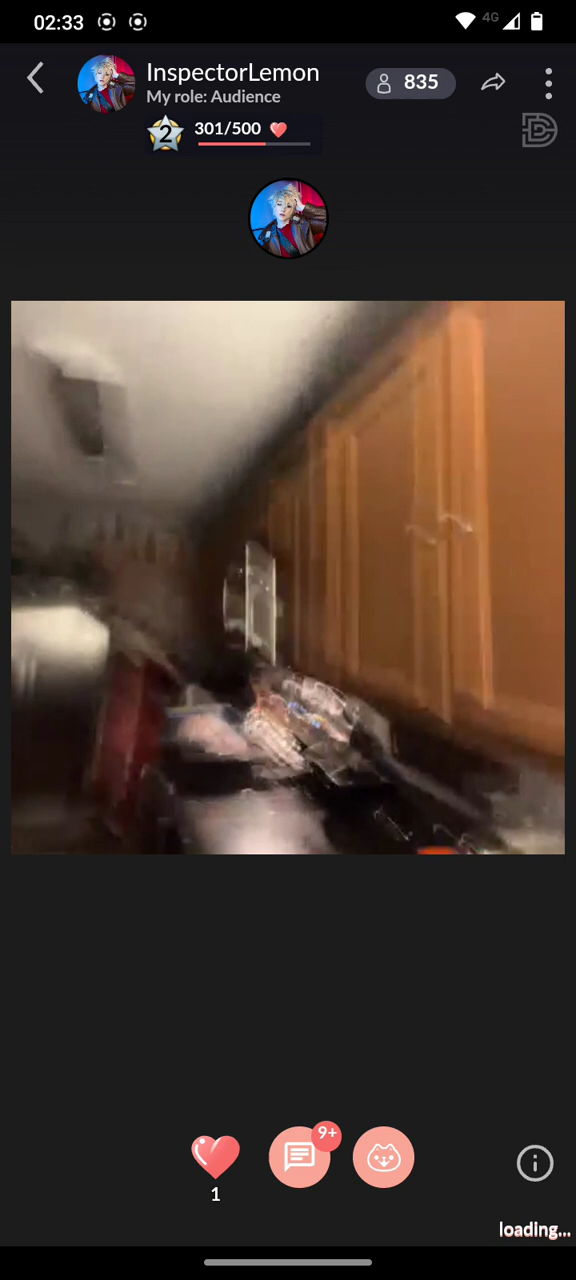 02:33
4G
InspectorLemon
835
My role: Audience
2
301/500
9+
1
loading...